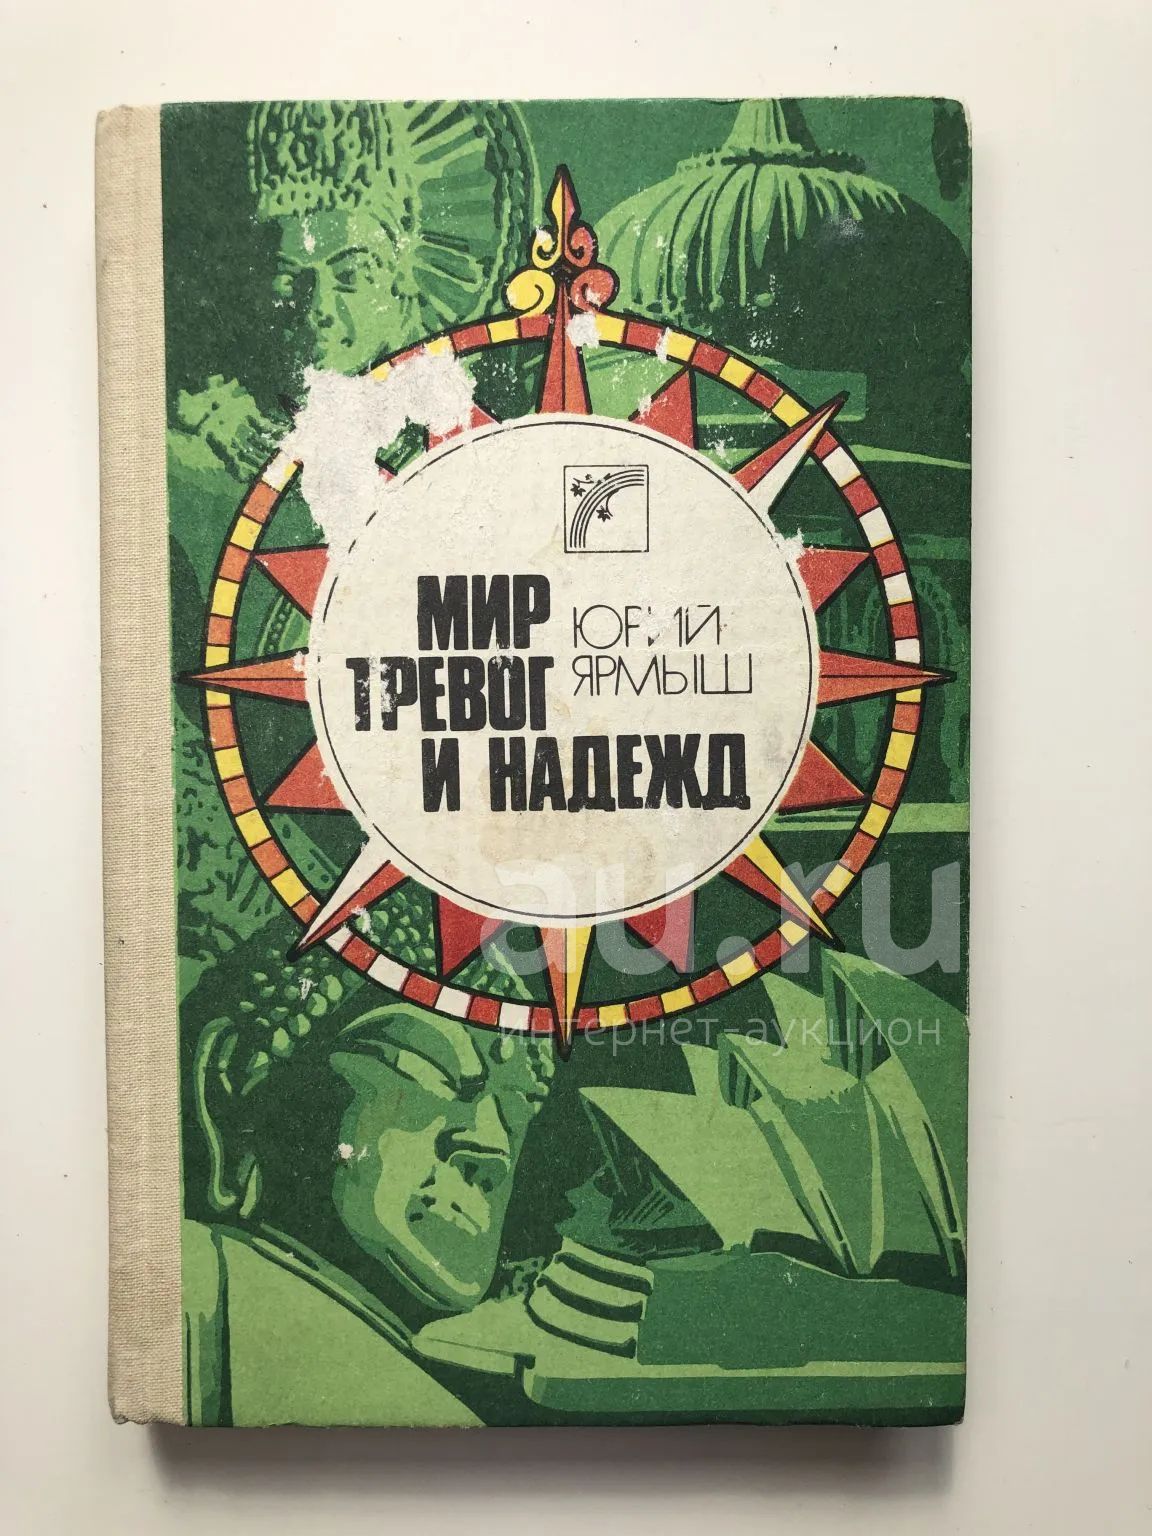 ЮРИЙ
ЯРМЫШ
МИР
ТРЕВОГ
И НАДЕЖД
au.ru
интернет-аукцион